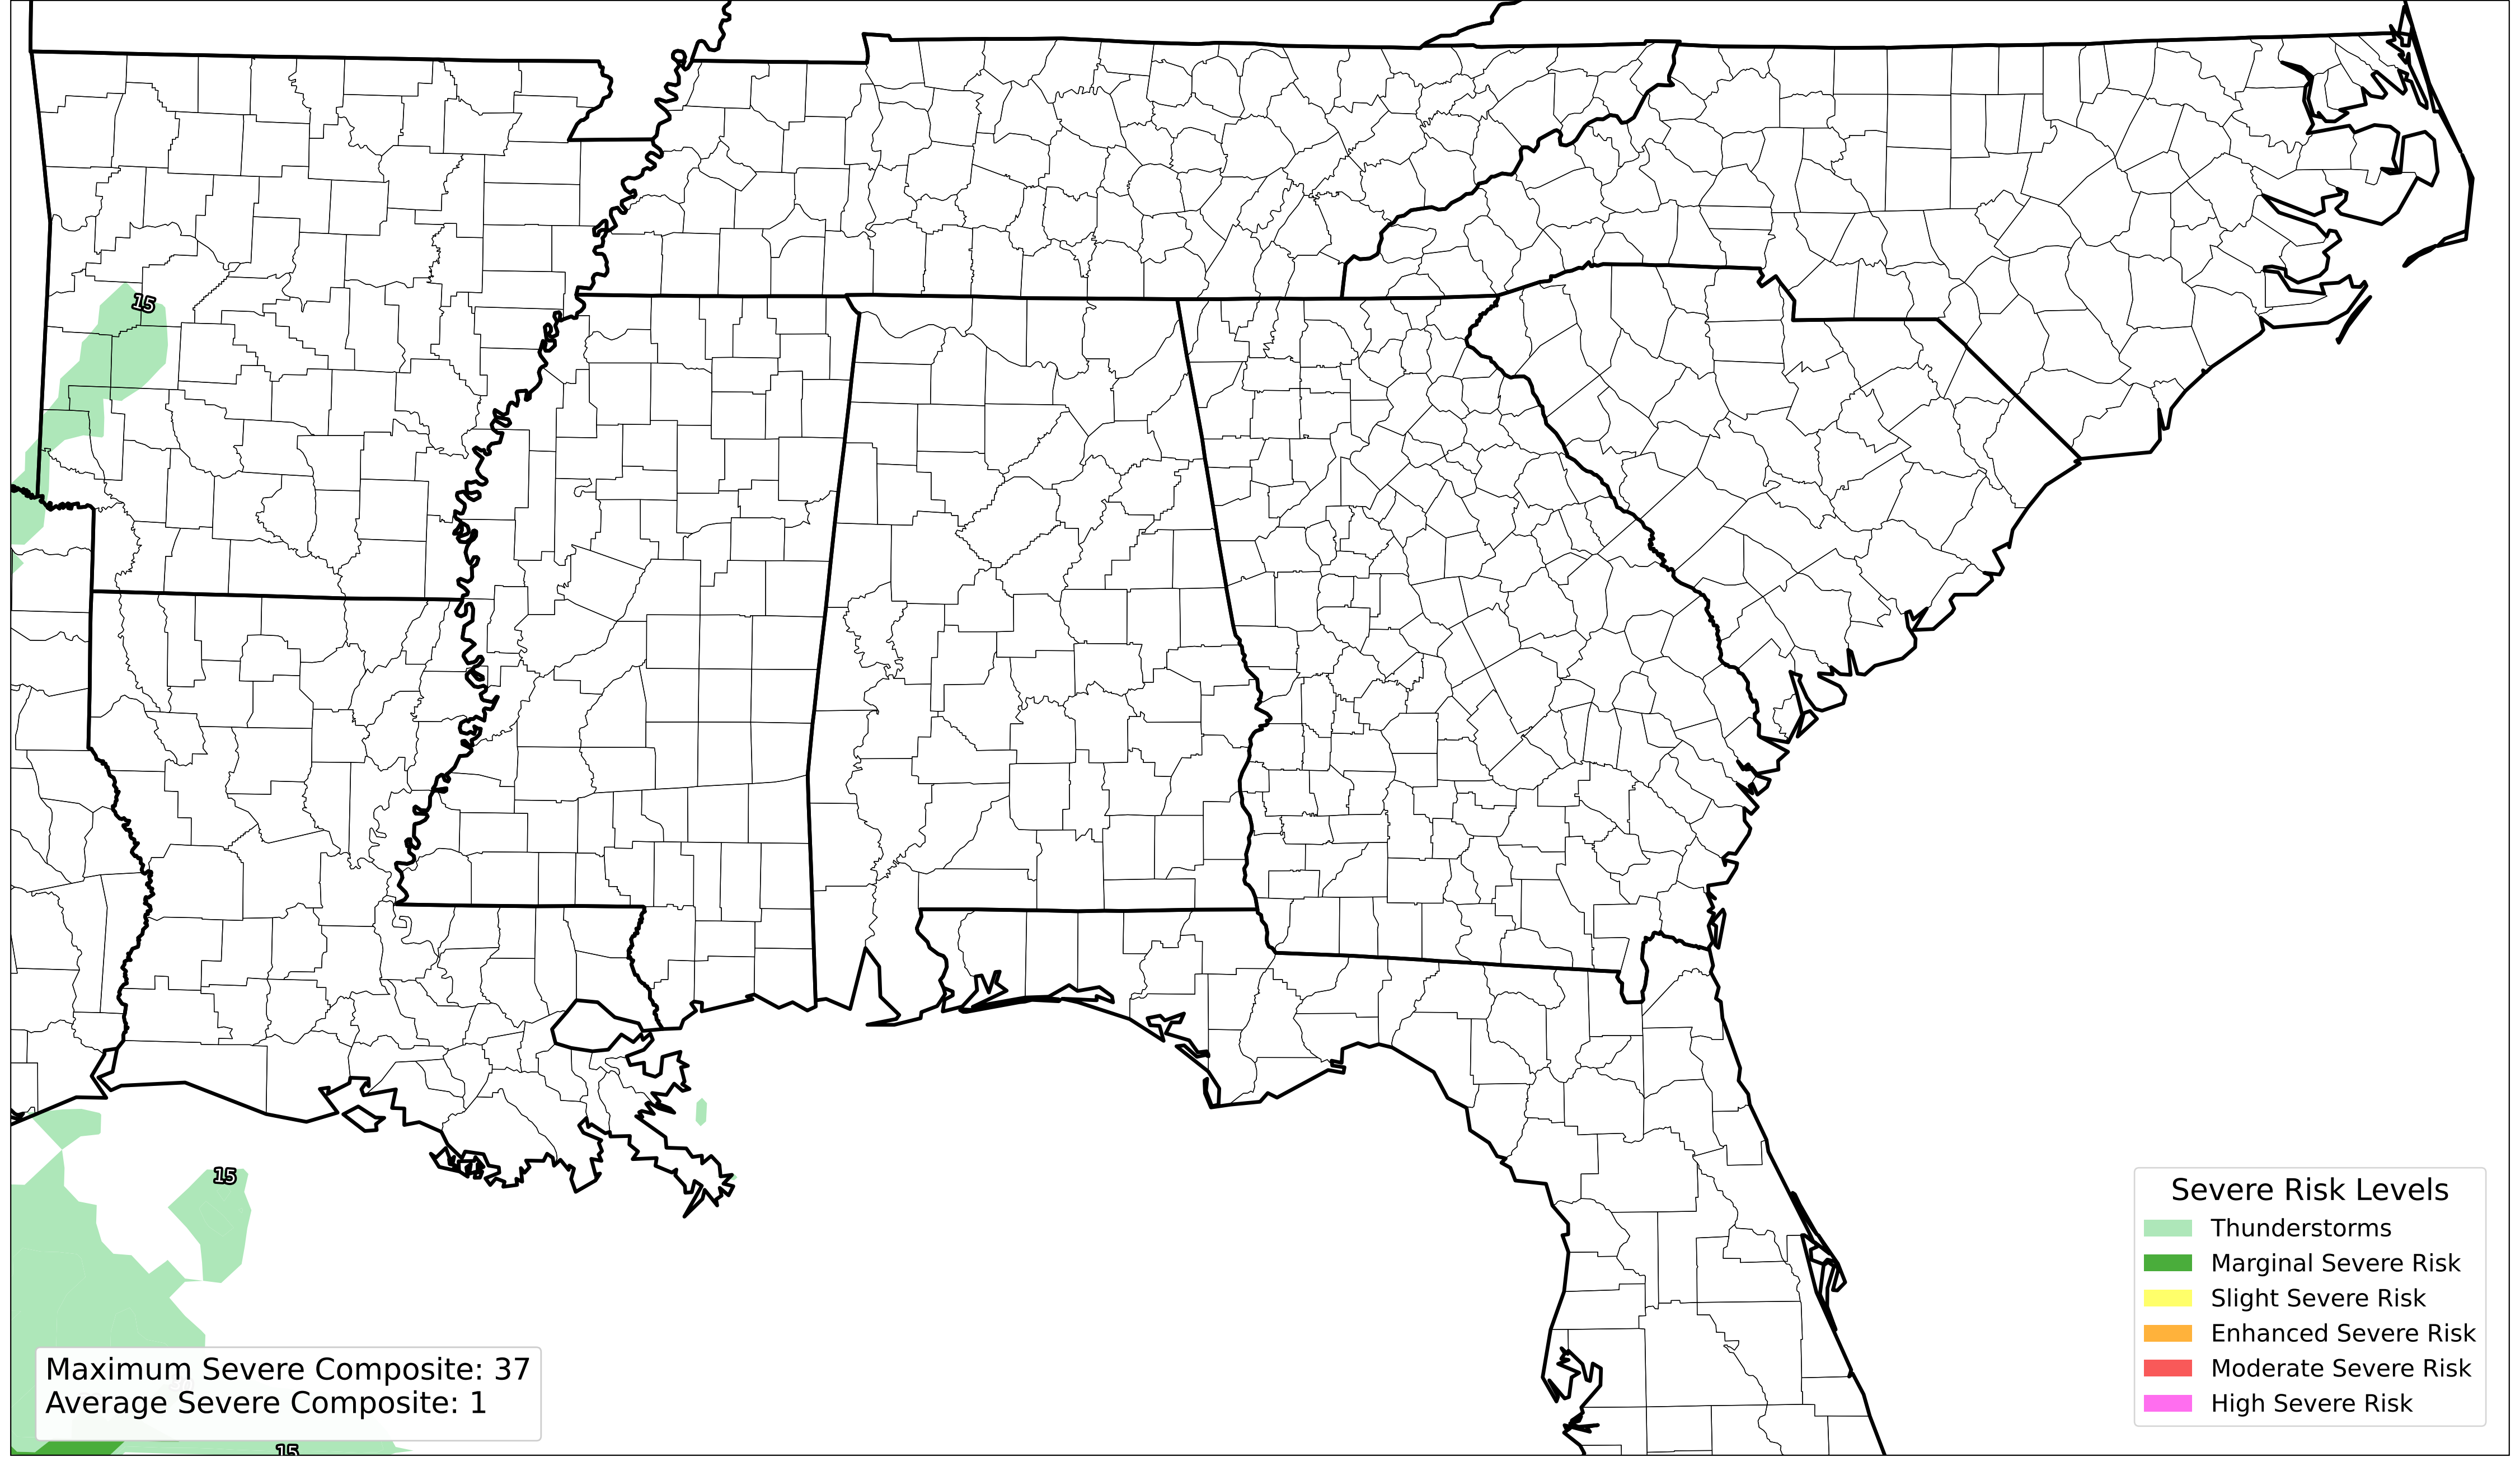 15
15
Severe Risk Levels
Thunderstorms
Marginal Severe Risk
Slight Severe Risk
Enhanced Severe Risk
Moderate Severe Risk
High Severe Risk
Maximum Severe Composite: 37
Average Severe Composite: 1
15